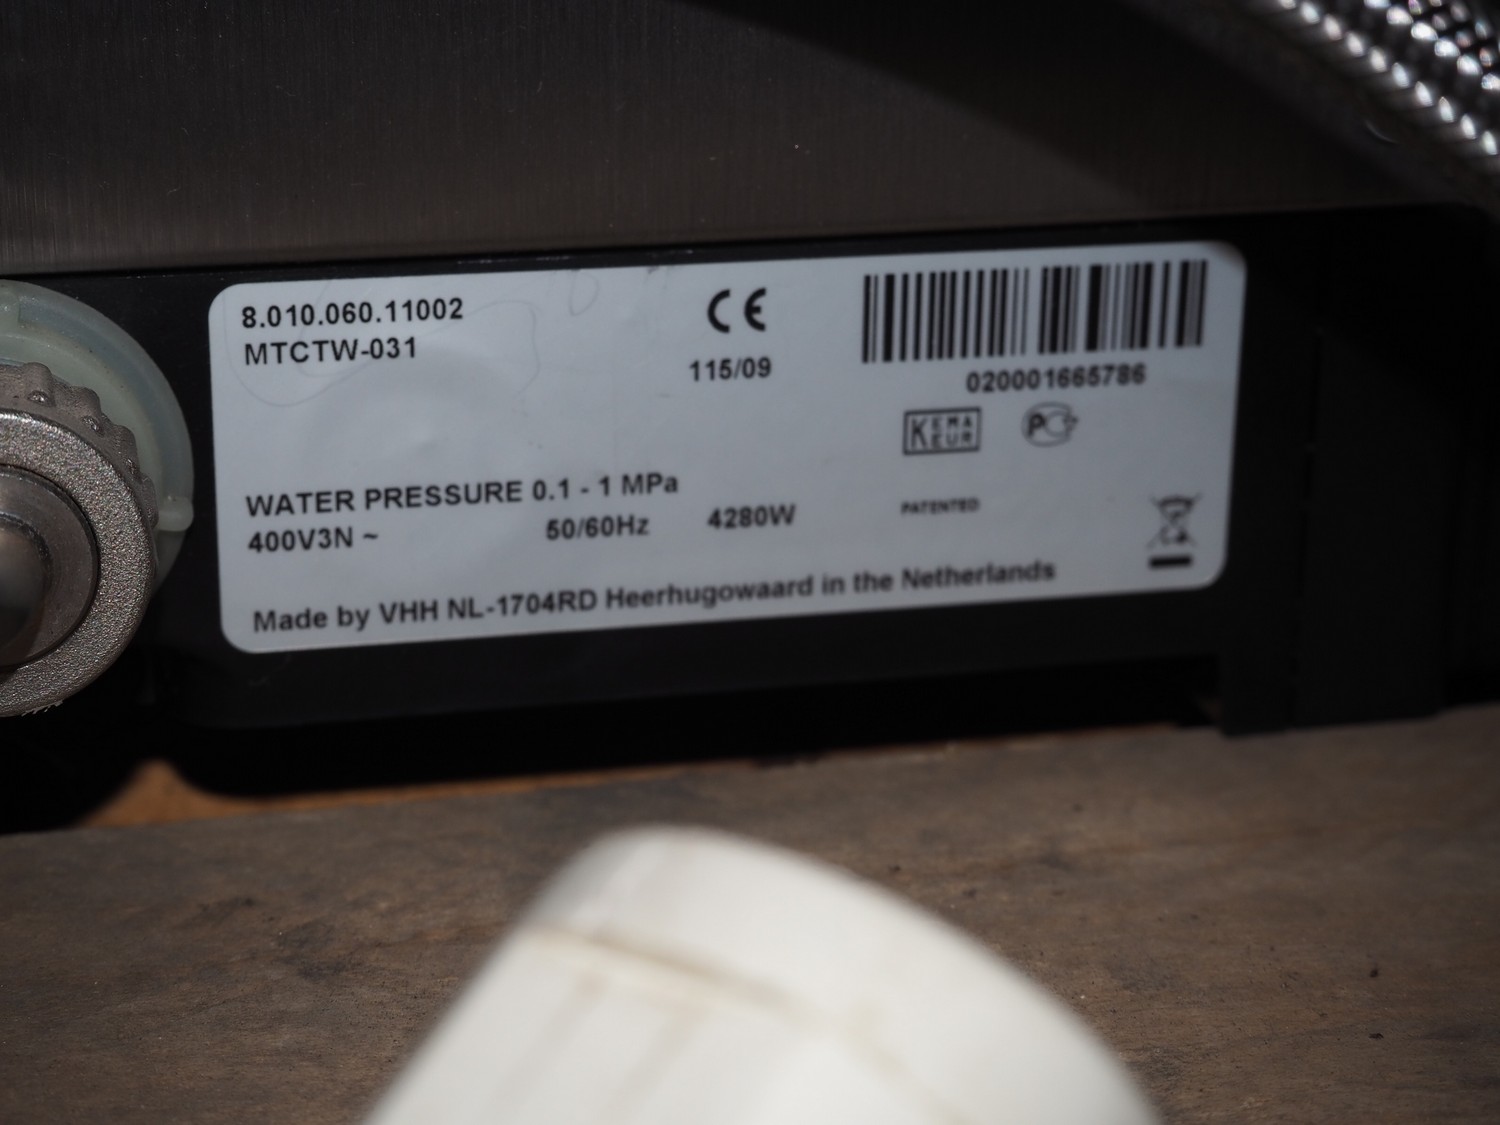 8.010.060.11002
MTCTW-031
CE
115/09
020001665786
KEMA
KEUR
PC
WATER PRESSURE 0.1 - 1 MPa
400V3N ~ 50/60Hz 4280W
PATENTED
Made by VHH NL-1704RD Heerhugowaard in the Netherlands